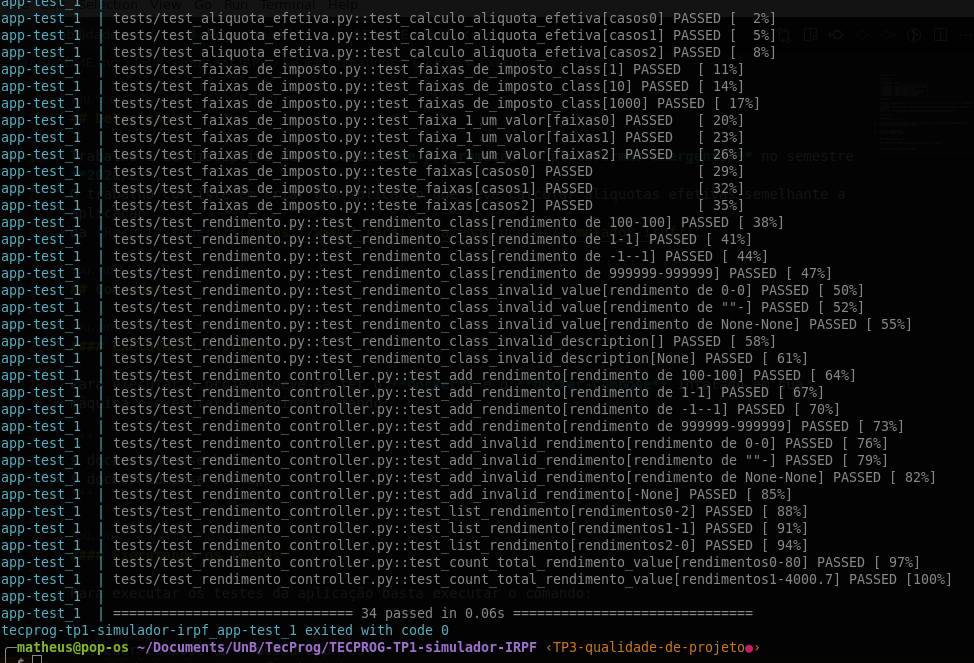 app-test_1 |
app-test_1 | tests/test_aliquota_efetiva.py::test_calculo_aliquota_efetiva[casos0] PASSED [ 2%]
app-test_1 | tests/test_aliquota_efetiva.py::test_calculo_aliquota_efetiva[casos1] PASSED [ 5%]
app-test_1 | tests/test_aliquota_efetiva.py::test_calculo_aliquota_efetiva[casos2] PASSED [ 8%]
app-test_1 | tests/test_faixas_de_imposto.py::test_faixas_de_imposto_class[1] PASSED [ 11%]
app-test_1 | tests/test_faixas_de_imposto.py::test_faixas_de_imposto_class[10] PASSED [ 14%]
app-test_1 | tests/test_faixas_de_imposto.py::test_faixas_de_imposto_class[1000] PASSED [ 17%]
app-test_1 | tests/test_faixas_de_imposto.py::test_faixa_1_um_valor[faixas0] PASSED [ 20%]
app-test_1 | tests/test_faixas_de_imposto.py::test_faixa_1_um_valor[faixas1] PASSED [ 23%]
app-test_1 | tests/test_faixas_de_imposto.py::test_faixa_1_um_valor[faixas2] PASSED [ 26%]
app-test_1 | tests/test_faixas_de_imposto.py::teste_faixas[casos0] PASSED [ 29%]
app-test_1 | tests/test_faixas_de_imposto.py::teste_faixas[casos1] PASSED [ 32%]
app-test_1 | tests/test_faixas_de_imposto.py::teste_faixas[casos2] PASSED [ 35%]
app-test_1 | tests/test_rendimento.py::test_rendimento_class[rendimento de 100-100] PASSED [ 38%]
app-test_1 | tests/test_rendimento.py::test_rendimento_class[rendimento de 1-1] PASSED [ 41%]
app-test_1 | tests/test_rendimento.py::test_rendimento_class[rendimento de -1--1] PASSED [ 44%]
app-test_1 | tests/test_rendimento.py::test_rendimento_class[rendimento de 999999-999999] PASSED [ 47%]
app-test_1 | tests/test_rendimento.py::test_rendimento_class_invalid_value[rendimento de 0-0] PASSED [ 50%]
app-test_1 | tests/test_rendimento.py::test_rendimento_class_invalid_value[rendimento de ""-] PASSED [ 52%]
app-test_1 | tests/test_rendimento.py::test_rendimento_class_invalid_value[rendimento de None-None] PASSED [ 55%]
app-test_1 | tests/test_rendimento.py::test_rendimento_class_invalid_description[] PASSED [ 58%]
app-test_1 | tests/test_rendimento.py::test_rendimento_class_invalid_description[None] PASSED [ 61%]
app-test_1 | tests/test_rendimento_controller.py::test_add_rendimento[rendimento de 100-100] PASSED [ 64%]
app-test_1 | tests/test_rendimento_controller.py::test_add_rendimento[rendimento de 1-1] PASSED [ 67%]
app-test_1 | tests/test_rendimento_controller.py::test_add_rendimento[rendimento de -1--1] PASSED [ 70%]
app-test_1 | tests/test_rendimento_controller.py::test_add_rendimento[rendimento de 999999-999999] PASSED [ 73%]
app-test_1 | tests/test_rendimento_controller.py::test_add_invalid_rendimento[rendimento de 0-0] PASSED [ 76%]
app-test_1 | tests/test_rendimento_controller.py::test_add_invalid_rendimento[rendimento de ""-] PASSED [ 79%]
app-test_1 | tests/test_rendimento_controller.py::test_add_invalid_rendimento[rendimento de None-None] PASSED [ 82%]
app-test_1 | tests/test_rendimento_controller.py::test_add_invalid_rendimento[-None] PASSED [ 85%]
app-test_1 | tests/test_rendimento_controller.py::test_list_rendimento[rendimentos0-2] PASSED [ 88%]
app-test_1 | tests/test_rendimento_controller.py::test_list_rendimento[rendimentos1-1] PASSED [ 91%]
app-test_1 | tests/test_rendimento_controller.py::test_list_rendimento[rendimentos2-0] PASSED [ 94%]
app-test_1 | tests/test_rendimento_controller.py::test_count_total_rendimento_value[rendimentos0-80] PASSED [ 97%]
app-test_1 | tests/test_rendimento_controller.py::test_count_total_rendimento_value[rendimentos1-4000.7] PASSED [100%]
app-test_1 |
app-test_1 | ============================== 34 passed in 0.06s ==============================
tecprog-tp1-simulador-irpf_app-test_1 exited with code 0
matheus@pop-os ~/Documents/UnB/TecProg/TECPROG-TP1-simulador-IRPF ‹TP3-qualidade-de-projeto●›
$